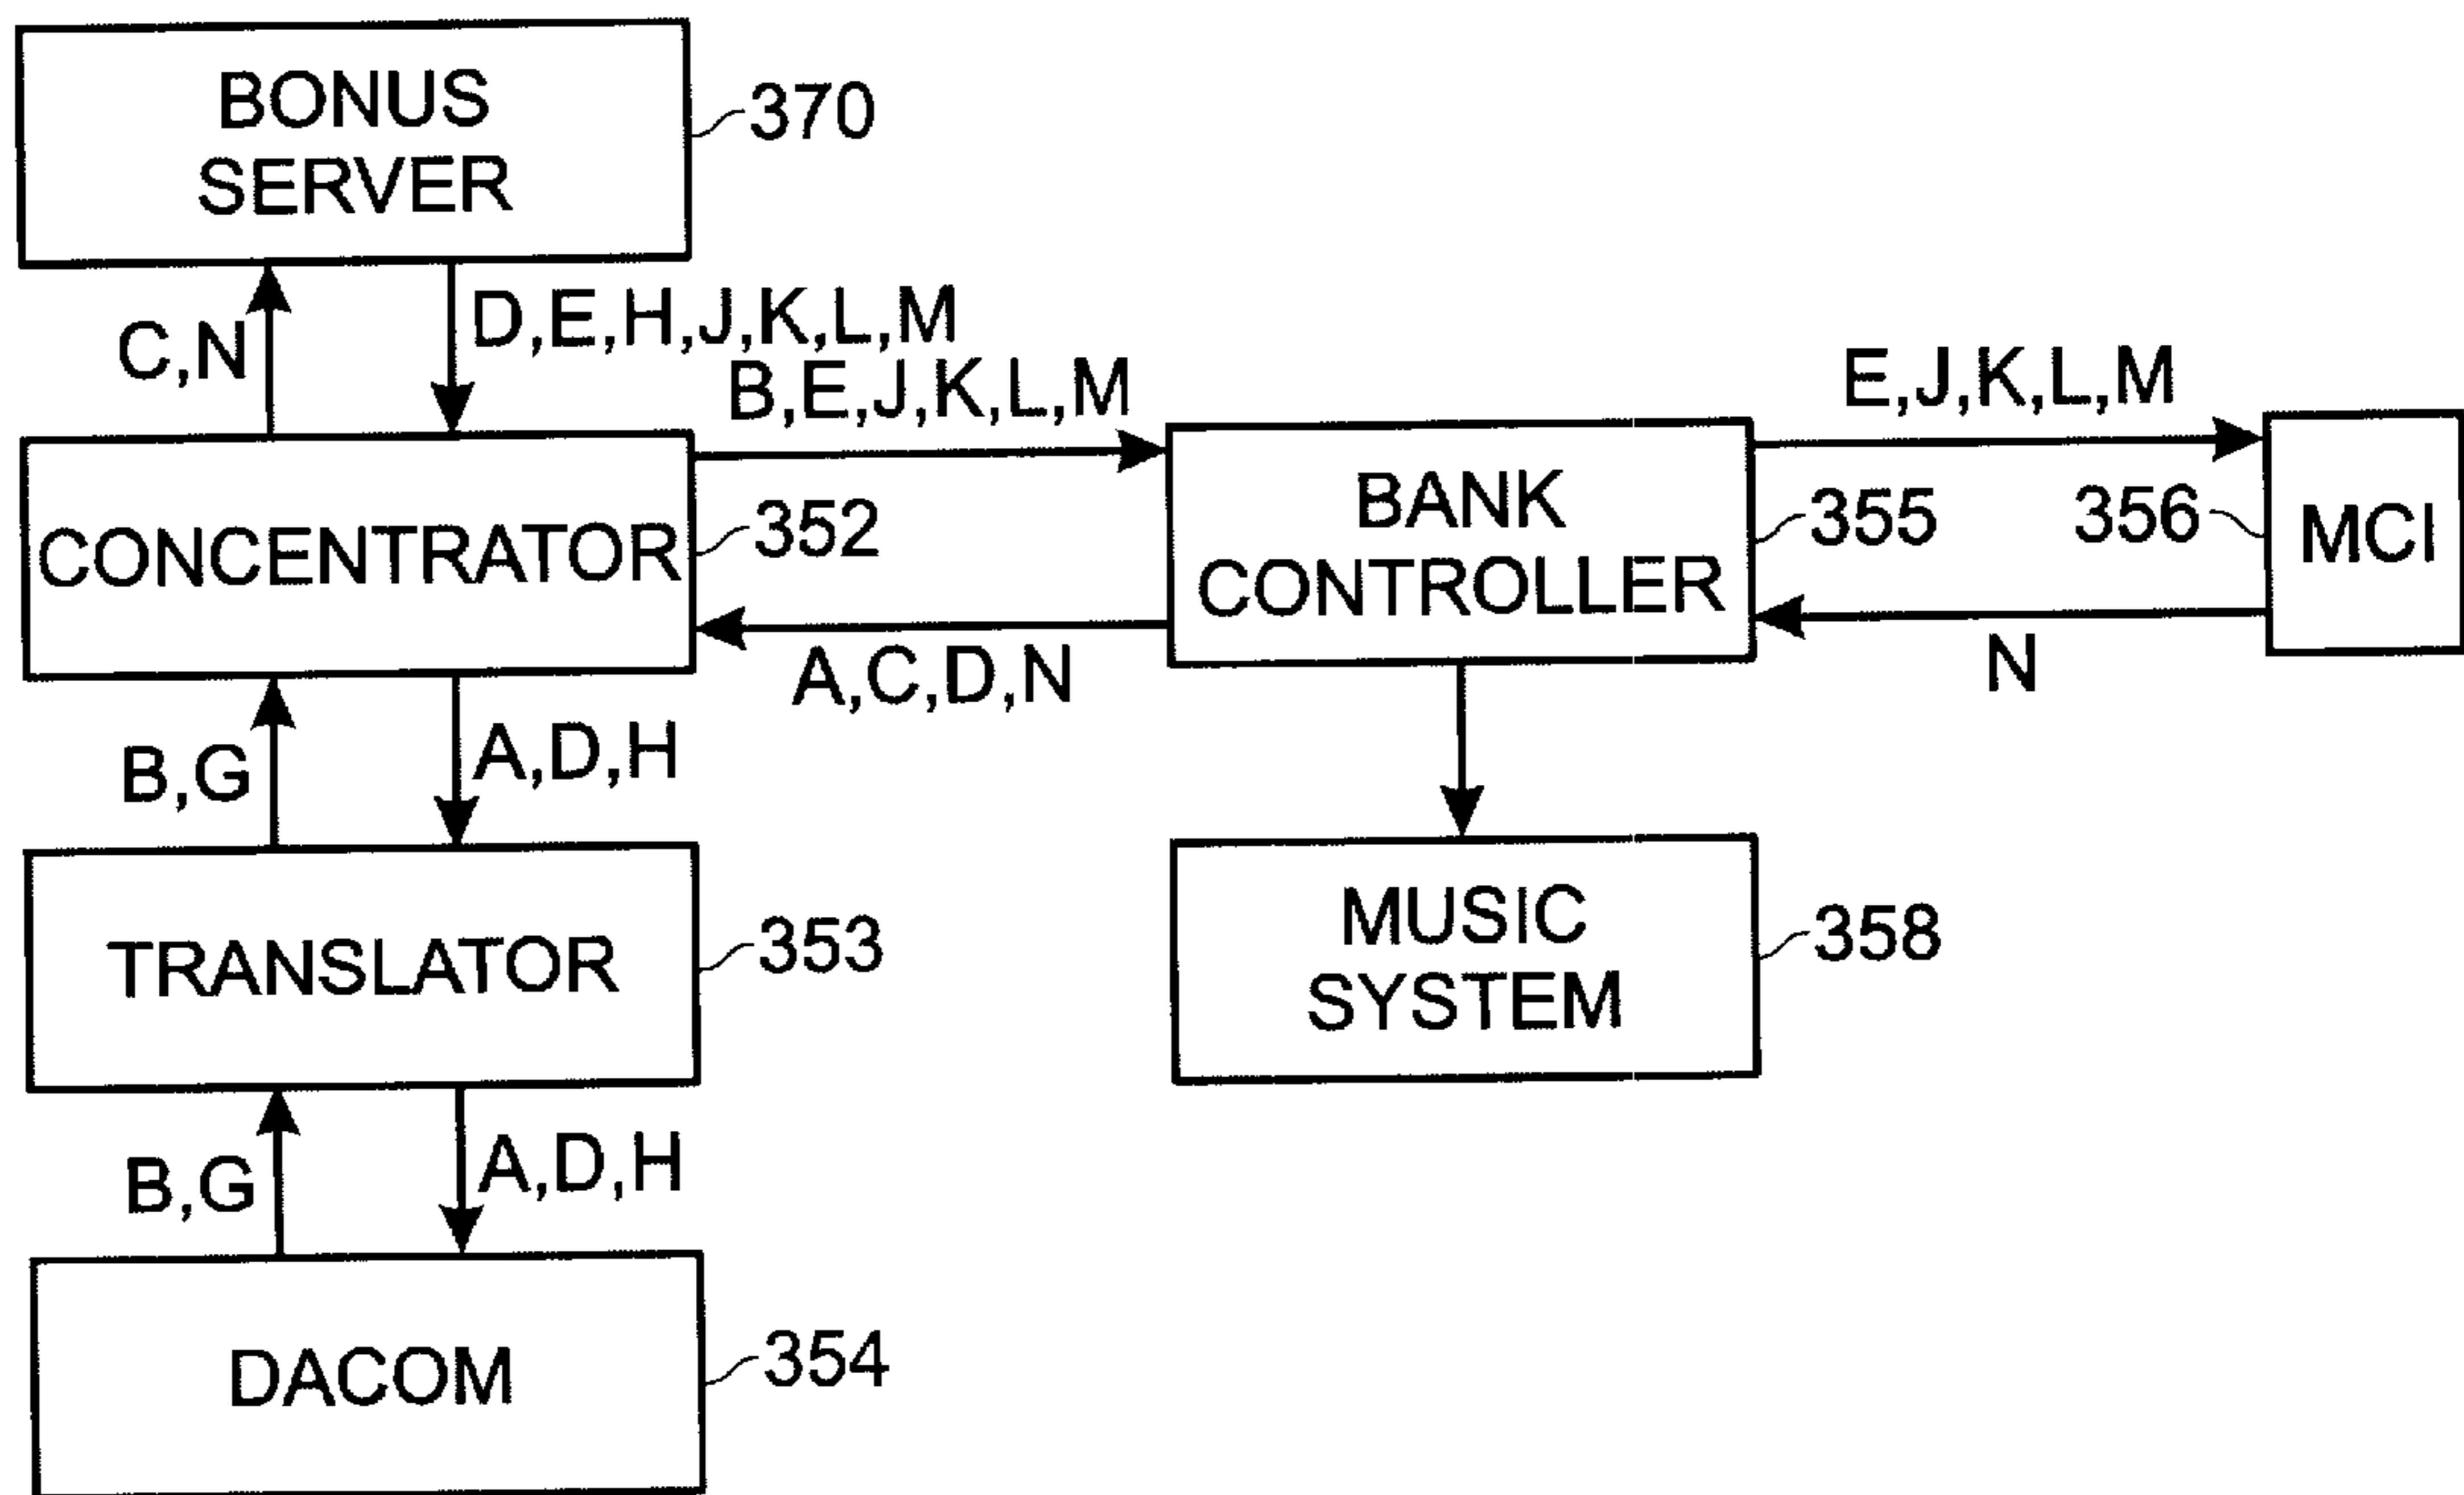 BONUS
SERVER
370
C,N
D,E,H,J,K,L,M
B,E,J,K,L,M
E,J,K,L,M
CONCENTRATOR
352
BANK
CONTROLLER
355
356
MCI
A,C,D,N
N
B,G
A,D,H
TRANSLATOR
353
MUSIC
SYSTEM
358
B,G
A,D,H
DACOM
354